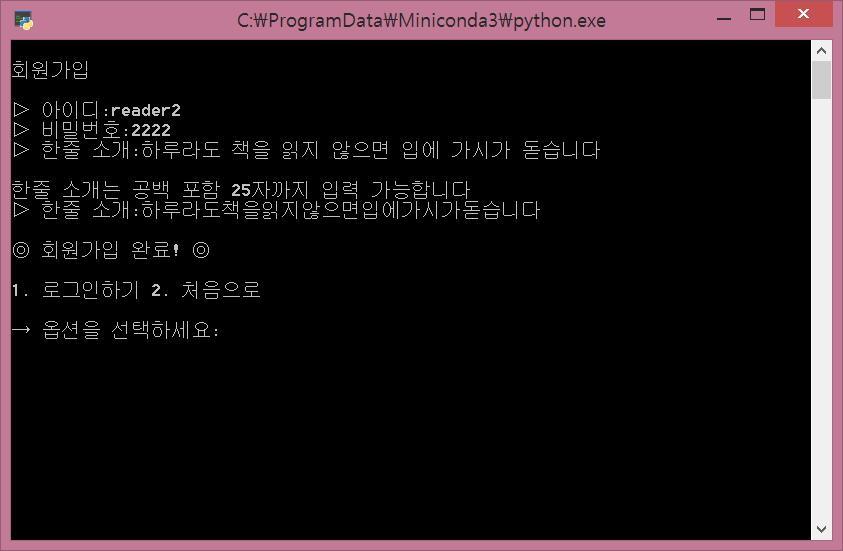 C:₩ProgramData₩Miniconda3₩python.exe
회원가입
▷ 아이디:reader2
▷ 비밀번호:2222
▷ 한줄 소개:하루라도 책을 읽지 않으면 입에 가시가 돋습니다
한줄 소개는 공백 포함 25자까지 입력 가능합니다
▷ 한줄 소개:하루라도책을읽지않으면입에가시가돋습니다
◎ 회원가입 완료! ◎
1. 로그인하기 2. 처음으로
→ 옵션을 선택하세요: